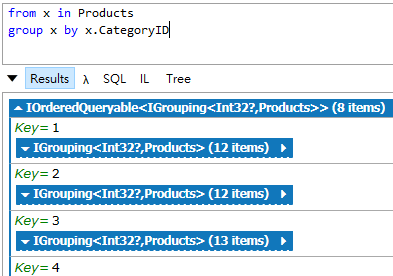 from x in Products
group x by x.CategoryID
Results λ SQL IL Tree
IOrderedQueryable<IGrouping<Int32?,Products>> (8 items)
Key= 1
IGrouping<Int32?,Products> (12 items)
Key= 2
IGrouping<Int32?,Products> (12 items)
Key= 3
IGrouping<Int32?,Products> (13 items)
Key= 4